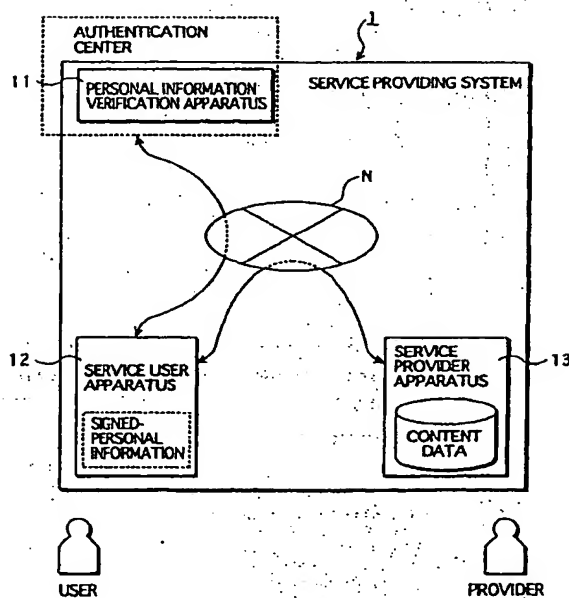 AUTHENTICATION
CENTER
1
11
PERSONAL INFORMATION
VERIFICATION APPARATUS
SERVICE PROVIDING SYSTEM
N
12
SERVICE USER
APPARATUS
SIGNED-
PERSONAL
INFORMATION
SERVICE
PROVIDER
APPARATUS
13
CONTENT
DATA
USER
PROVIDER